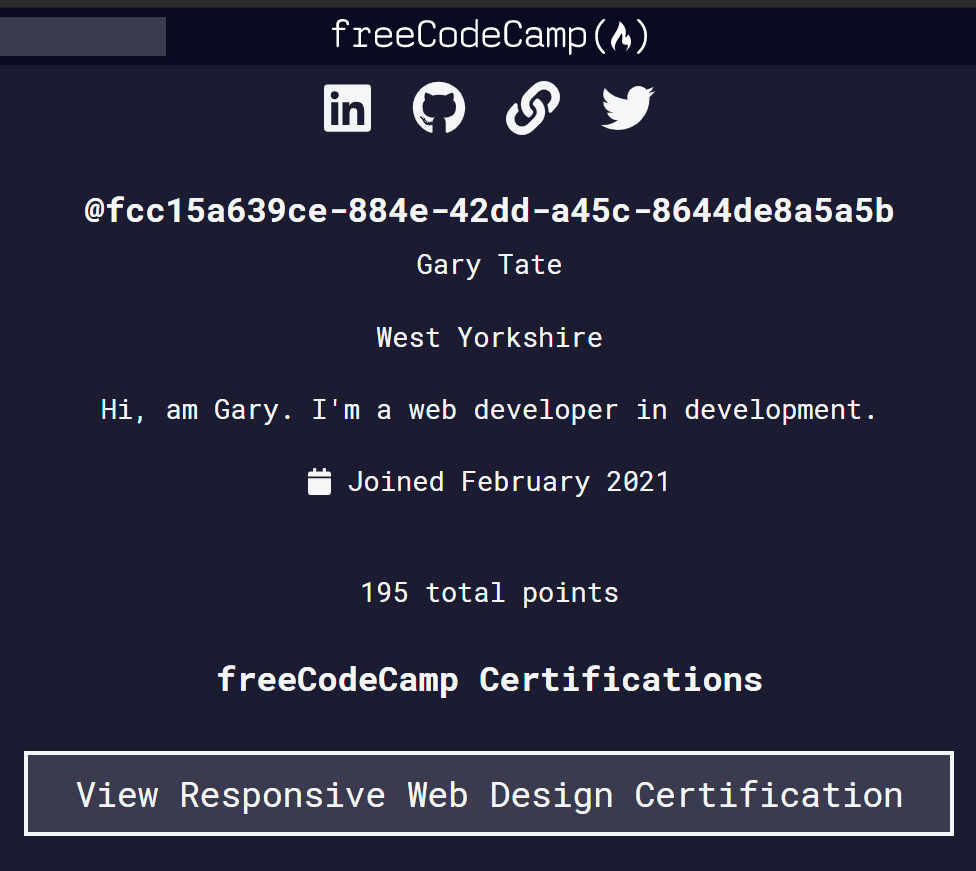 freeCodeCamp
in
@fcc15a639ce-884e-42dd-a45c-8644de8a5a5b
Gary Tate
West Yorkshire
Hi, am Gary. I'm a web developer in development.
Joined February 2021
195 total points
freeCodeCamp Certifications
View Responsive Web Design Certification